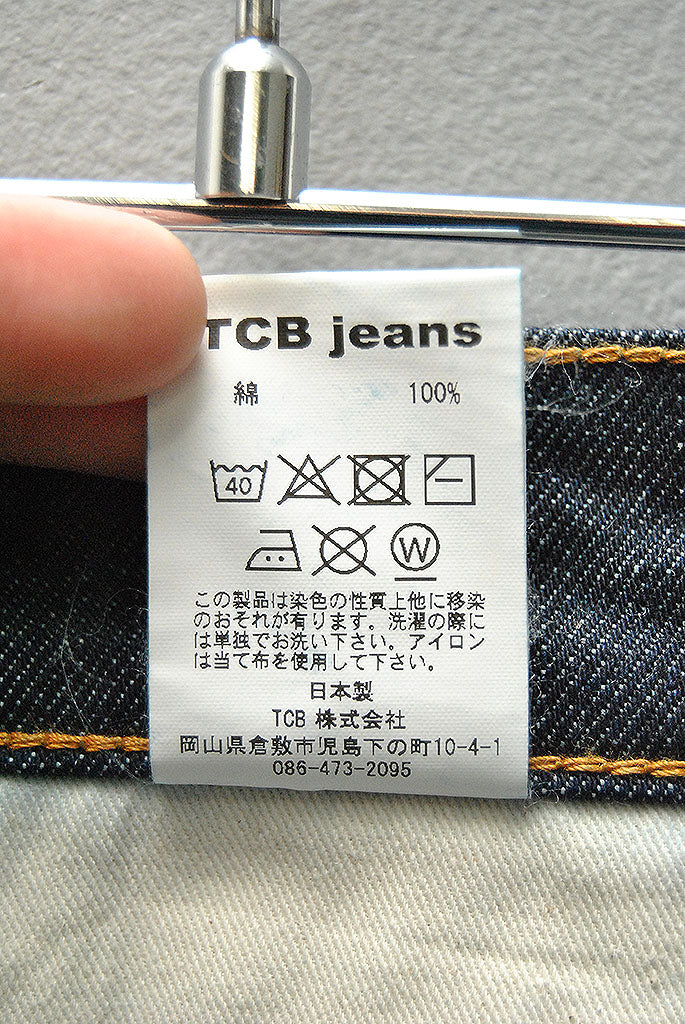 TCB jeans
綿 100%
40
W
この製品は染色の性質上他に移染
のおそれが有ります。洗濯の際に
は単独でお洗い下さい。アイロン
は当て布を使用して下さい。
日本製
TCB 株式会社
岡山県倉敷市児島下の町10-4-1
086-473-2095